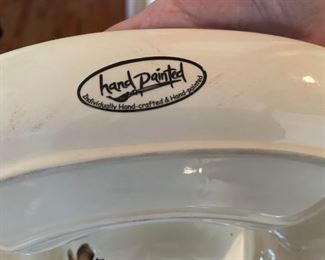 hand Painted
Individually Hand-crafted & Hand-painted